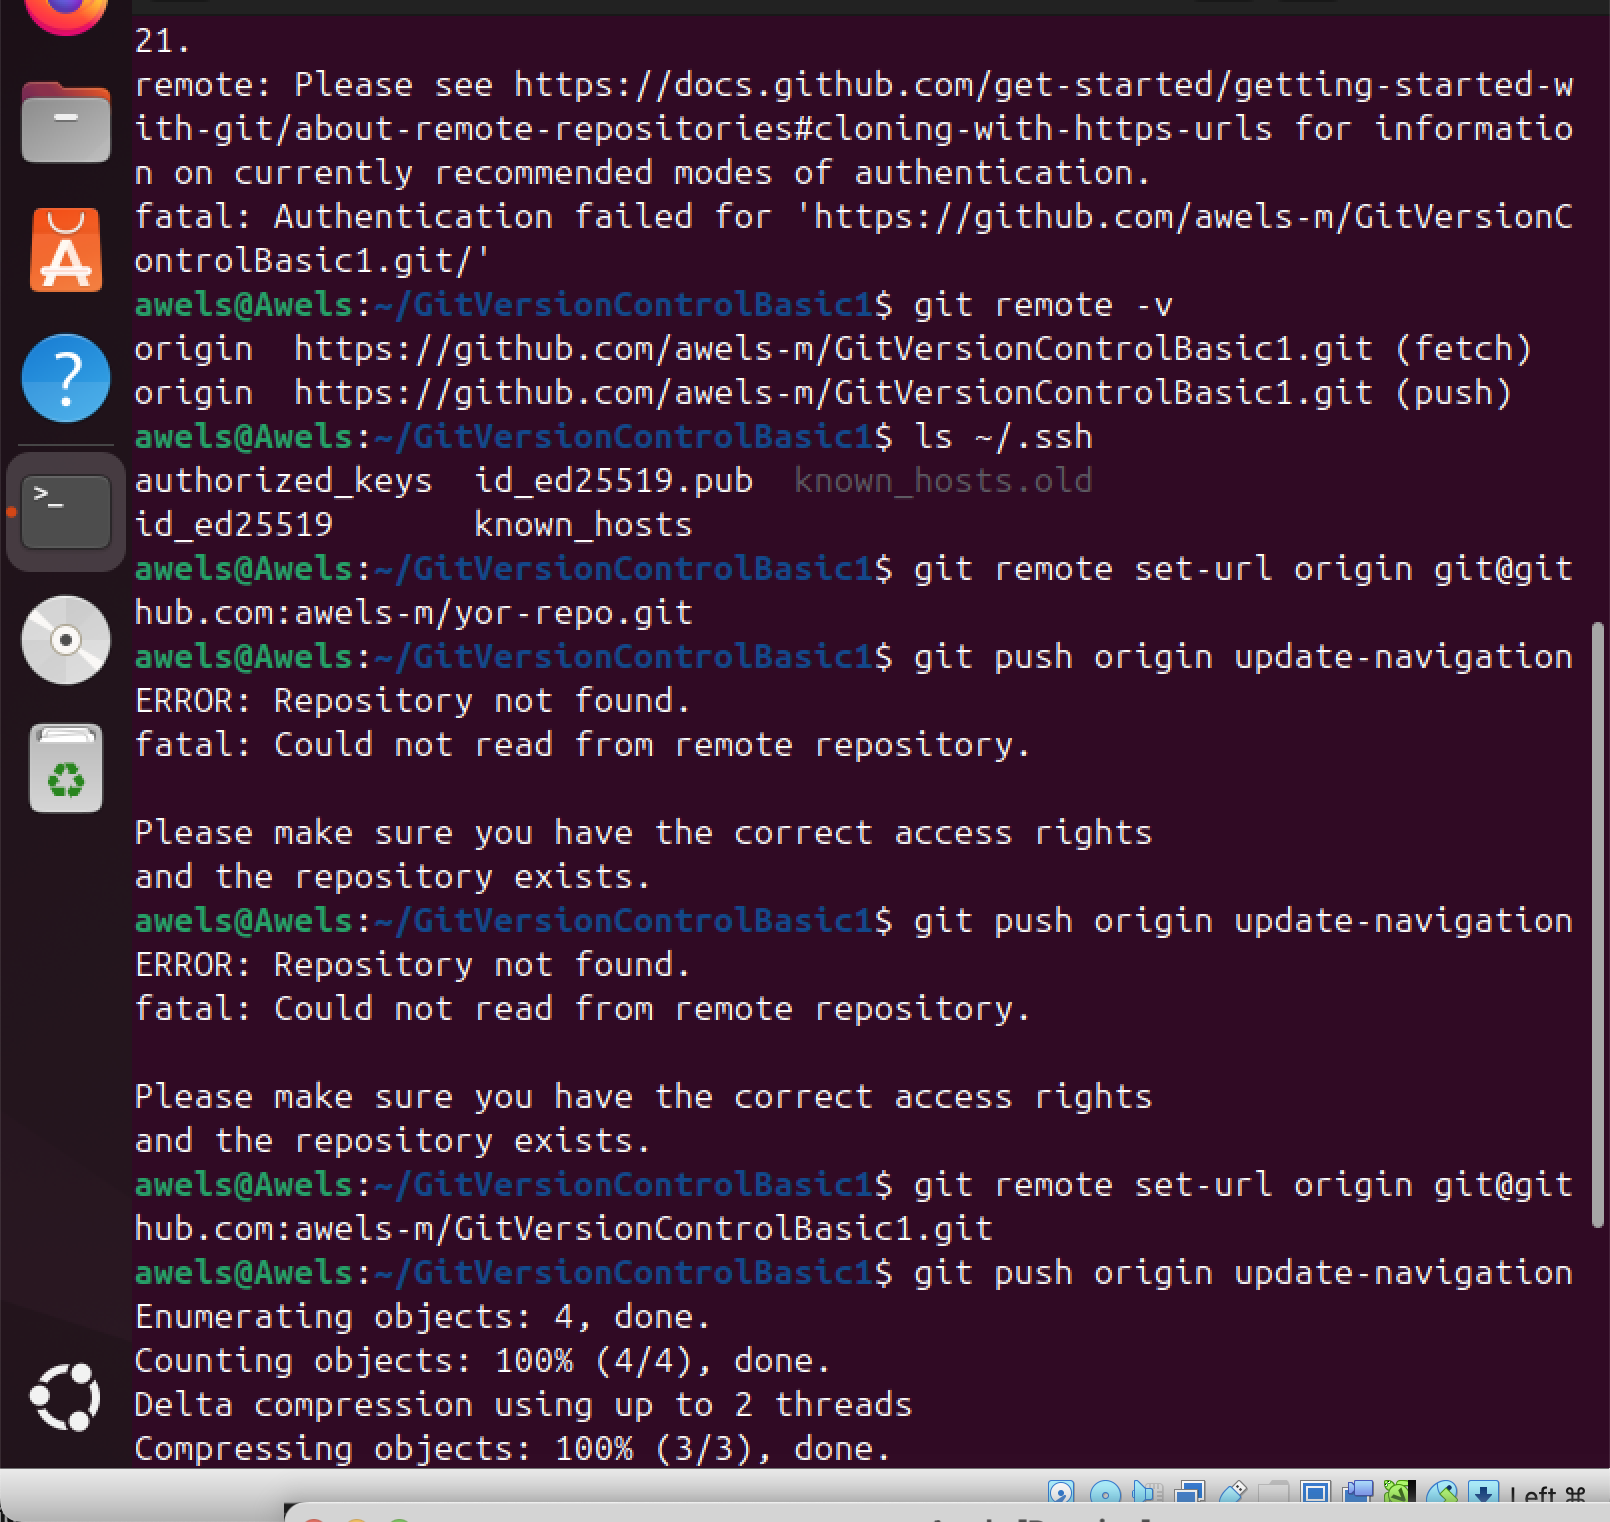 21.
remote: Please see https://docs.github.com/get-started/getting-started-w
ith-git/about-remote-repositories#cloning-with-https-urls for informatio
n on currently recommended modes of authentication.
fatal: Authentication failed for 'https://github.com/awels-m/GitVersionC
ontrolBasic1.git/'
awels@Awels:~/GitVersionControlBasic1$ git remote -v
origin  https://github.com/awels-m/GitVersionControlBasic1.git (fetch)
origin  https://github.com/awels-m/GitVersionControlBasic1.git (push)
awels@Awels:~/GitVersionControlBasic1$ ls ~/.ssh
authorized_keys  id_ed25519.pub  known_hosts.old
id_ed25519       known_hosts
awels@Awels:~/GitVersionControlBasic1$ git remote set-url origin git@git
hub.com:awels-m/yor-repo.git
awels@Awels:~/GitVersionControlBasic1$ git push origin update-navigation
ERROR: Repository not found.
fatal: Could not read from remote repository.

Please make sure you have the correct access rights
and the repository exists.
awels@Awels:~/GitVersionControlBasic1$ git push origin update-navigation
ERROR: Repository not found.
fatal: Could not read from remote repository.

Please make sure you have the correct access rights
and the repository exists.
awels@Awels:~/GitVersionControlBasic1$ git remote set-url origin git@git
hub.com:awels-m/GitVersionControlBasic1.git
awels@Awels:~/GitVersionControlBasic1$ git push origin update-navigation
Enumerating objects: 4, done.
Counting objects: 100% (4/4), done.
Delta compression using up to 2 threads
Compressing objects: 100% (3/3), done.
Left ⌘